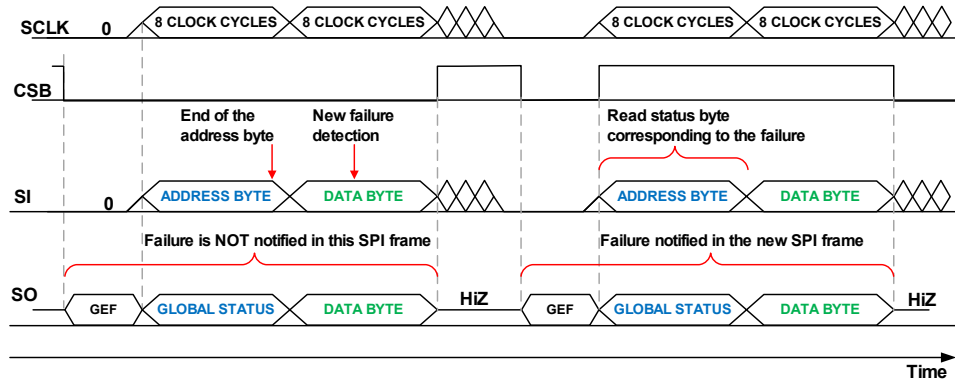 SCLK 0 8 CLOCK CYCLES 8 CLOCK CYCLES 8 CLOCK CYCLES 8 CLOCK CYCLES
CSB
End of the
address byte
New failure
detection
Read status byte
corresponding to the failure
SI 0 ADDRESS BYTE DATA BYTE ADDRESS BYTE DATA BYTE
Failure is NOT notified in this SPI frame
Failure notified in the new SPI frame
SO GEF GLOBAL STATUS DATA BYTE HiZ GEF GLOBAL STATUS DATA BYTE HiZ
Time